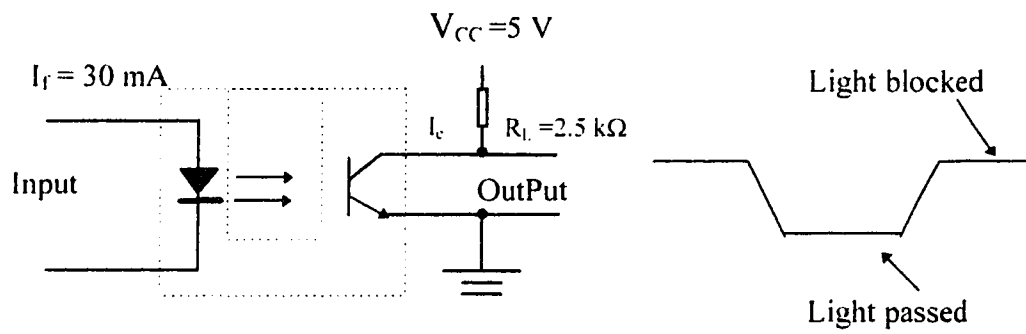 V_CC =5 V
I_f = 30 mA
Light blocked
I_c
R_L =2.5 kΩ
Input
OutPut
Light passed